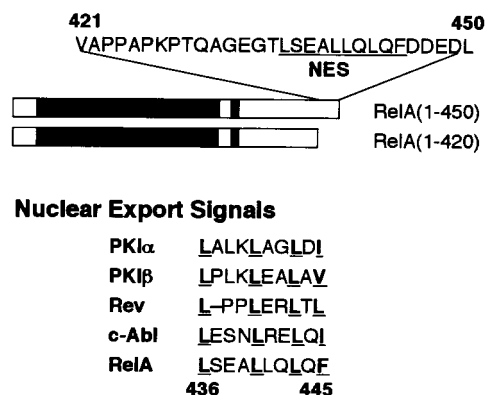 421 450
VAPPAPKPTQAGEGTLSEALLQLQFDDEDL
NES
RelA(1-450)
RelA(1-420)
Nuclear Export Signals
PKIα LALKLAGLDI
PKIβ LPLKLEALAV
Rev L-PPLERLTL
c-Abl LESNLRELQI
RelA LSEALLQLQF
436 445